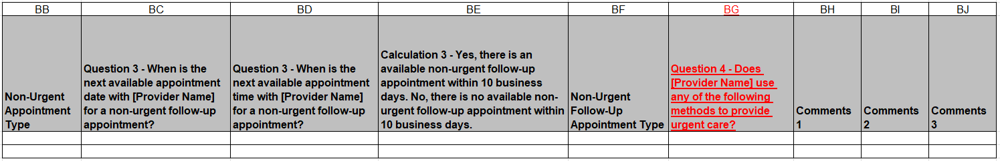 BB BC BD BE BF BG BH BI BJ
Non-Urgent
Appointment
Type
Question 3 - When is the
next available appointment
date with [Provider Name]
for a non-urgent follow-up
appointment?
Question 3 - When is the
next available appointment
time with [Provider Name]
for a non-urgent follow-up
appointment?
Calculation 3 - Yes, there is an
available non-urgent follow-up
appointment within 10 business
days. No, there is no available non-
urgent follow-up appointment within
10 business days.
Non-Urgent
Follow-Up
Appointment Type
Question 4 - Does
[Provider Name] use
any of the following
methods to provide
urgent care?
Comments
1
Comments
2
Comments
3